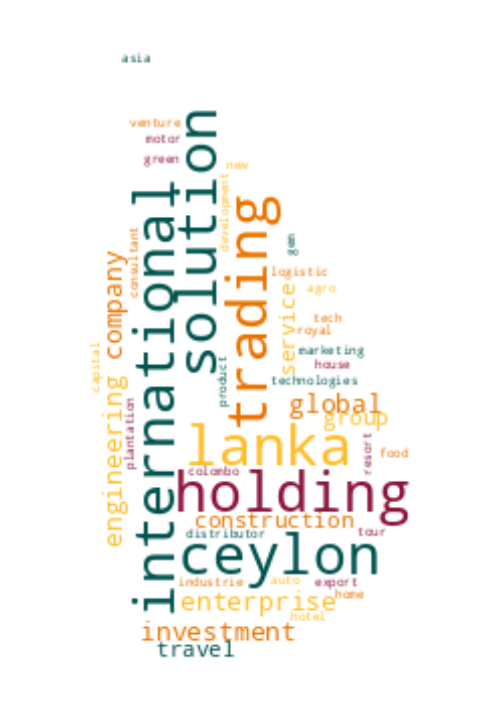 asia
venture
motor
green
solution
new
international
development
trading
consultant
company
gem
logistic
agro
service
tech
royal
marketing
house
technologies
capital
product
global
group
engineering
plantation
lanka
resort
food
colombo
holding
construction
distributor
tour
ceylon
industrie
auto
export
home
enterprise
hotel
investment
travel